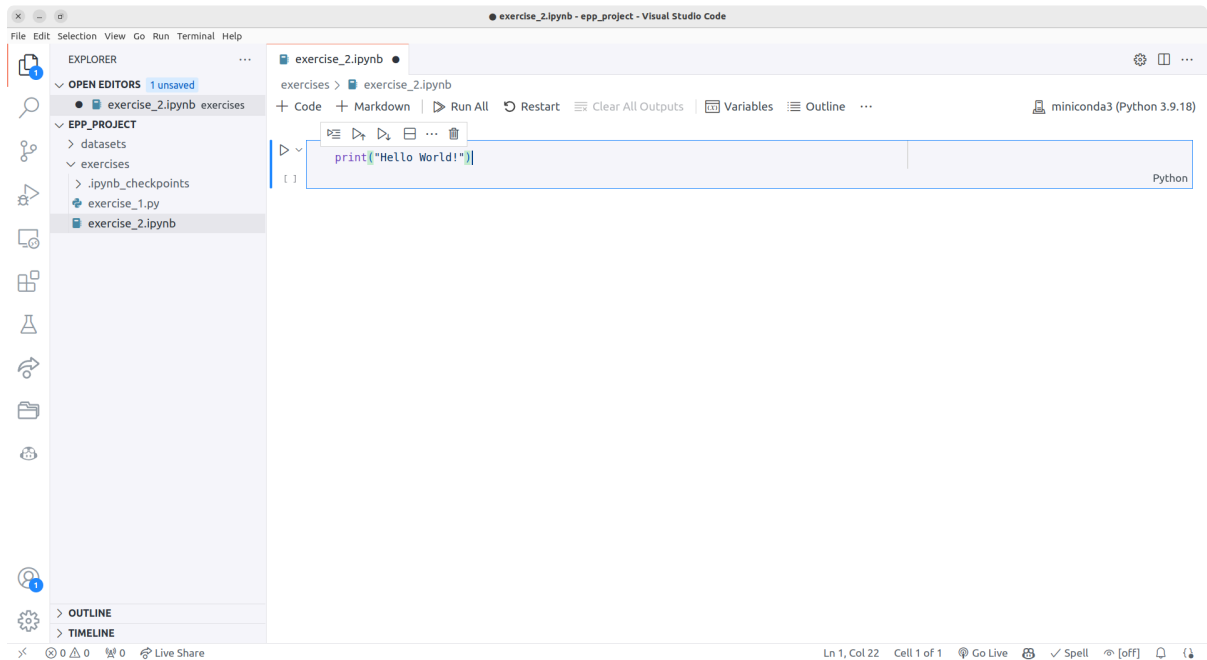 exercise_2.ipynb - epp_project - Visual Studio Code
File Edit Selection View Go Run Terminal Help
EXPLORER
OPEN EDITORS 1 unsaved
exercise_2.ipynb exercises
EPP_PROJECT
datasets
exercises
.ipynb_checkpoints
exercise_1.py
exercise_2.ipynb
OUTLINE
TIMELINE
1
1
exercise_2.ipynb
exercises > exercise_2.ipynb
+ Code + Markdown Run All Restart Clear All Outputs Variables Outline ... miniconda3 (Python 3.9.18)
print("Hello World!")
[ ]
Python
0 0 0 Live Share Ln 1, Col 22 Cell 1 of 1 Go Live Spell [off]